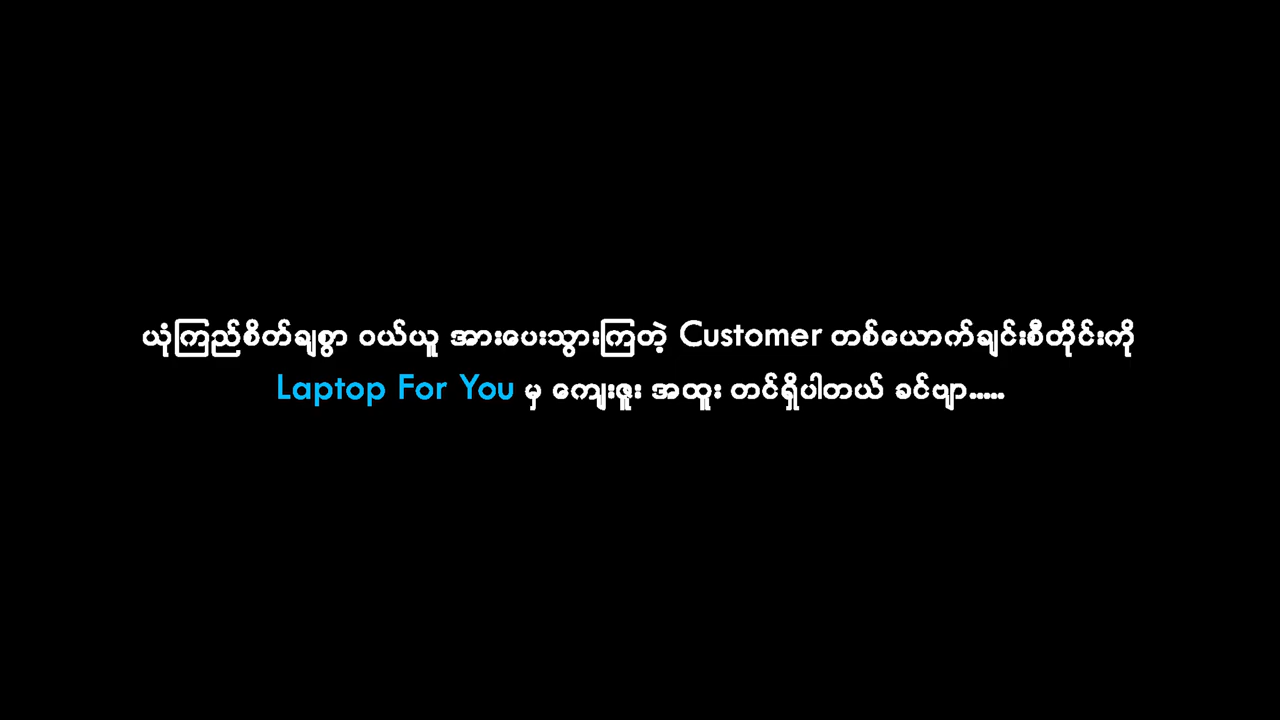 ယုံကြည်စိတ်ချစွာ ဝယ်ယူ အားပေးသွားကြတဲ့ Customer တစ်ယောက်ချင်းစီတိုင်းကို
Laptop For You မှ ကျေးဇူး အထူး တင်ရှိပါတယ် ခင်ဗျာ.....